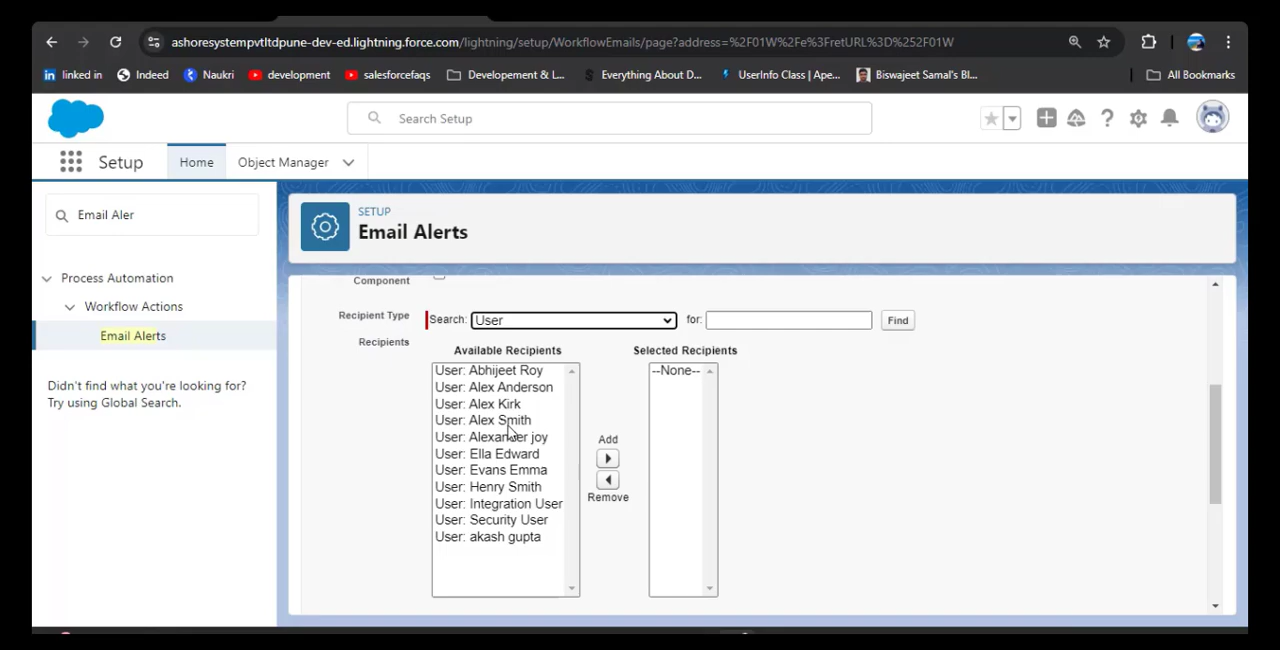 ashoresystempvtltdpune-dev-ed.lightning.force.com/lightning/setup/WorkflowEmails/page?address=%2F01W%2Fe%3FretURL%3D%252F01W
linked in
Indeed
Naukri
development
salesforcefaqs
Developement & L...
Everything About D...
UserInfo Class | Ape...
Biswajeet Samal's Bl...
All Bookmarks
Search Setup
Setup
Home
Object Manager
Email Aler
SETUP
Email Alerts
Process Automation
Workflow Actions
Email Alerts
Didn't find what you're looking for?
Try using Global Search.
Component
Recipient Type
Search: User for: Find
Recipients
Available Recipients
Selected Recipients
User: Abhijeet Roy
User: Alex Anderson
User: Alex Kirk
User: Alex Smith
User: Alexander joy
User: Ella Edward
User: Evans Emma
User: Henry Smith
User: Integration User
User: Security User
User: akash gupta
Add
Remove
--None--